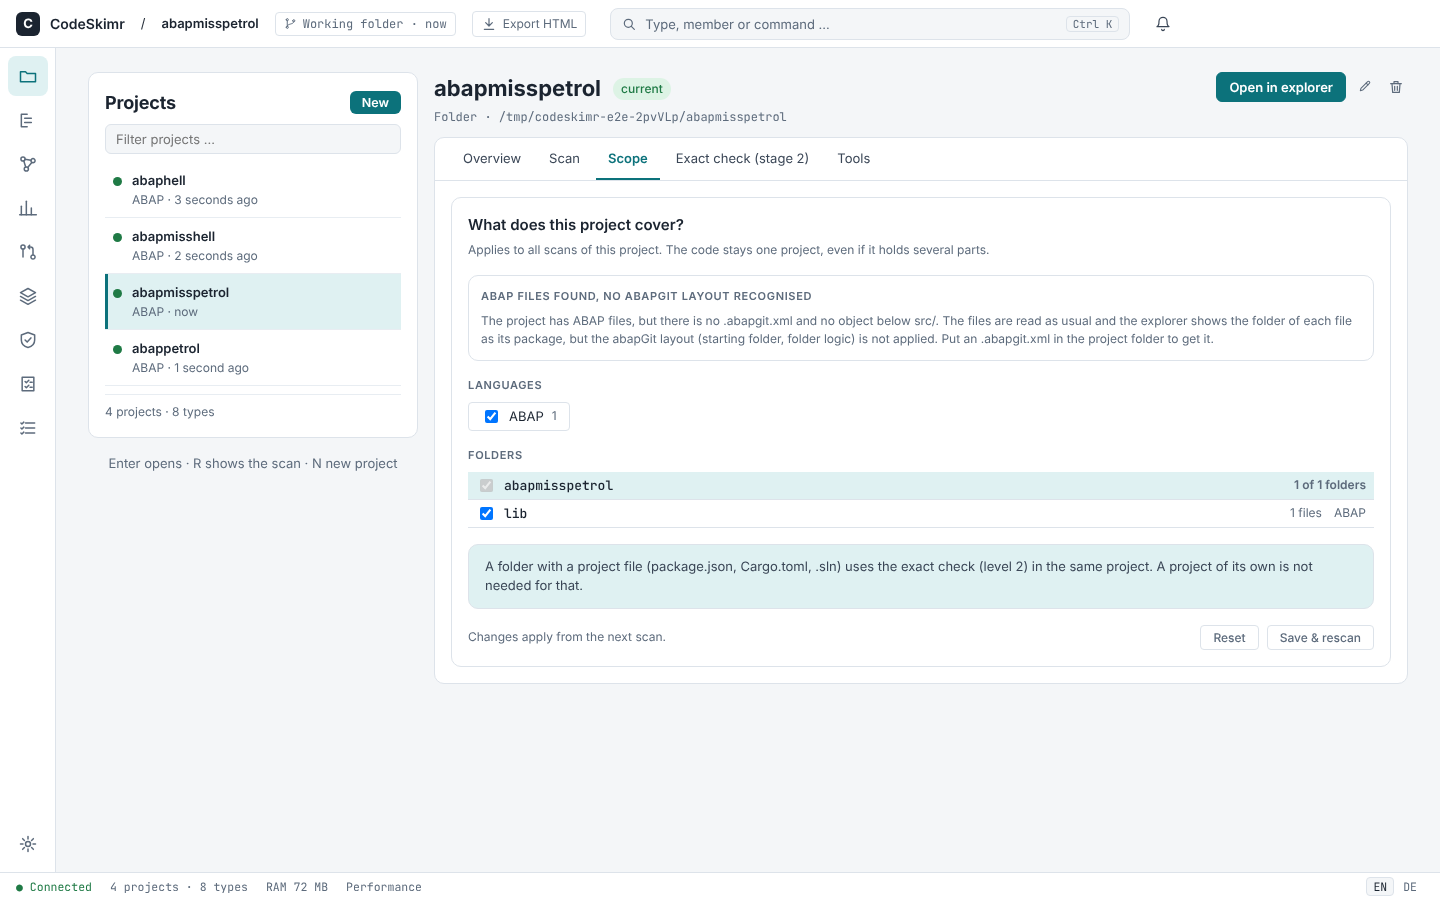 C CodeSkimr / abapmisspetrol Working folder · now Export HTML Type, member or command ... Ctrl K
Projects New
Filter projects ...
abaphell
ABAP · 3 seconds ago
abapmisshell
ABAP · 2 seconds ago
abapmisspetrol
ABAP · now
abappetrol
ABAP · 1 second ago
4 projects · 8 types
Enter opens · R shows the scan · N new project
abapmisspetrol current Open in explorer
Folder · /tmp/codeskimr-e2e-2pvVLp/abapmisspetrol
Overview Scan Scope Exact check (stage 2) Tools
What does this project cover?
Applies to all scans of this project. The code stays one project, even if it holds several parts.
ABAP FILES FOUND, NO ABAPGIT LAYOUT RECOGNISED
The project has ABAP files, but there is no .abapgit.xml and no object below src/. The files are read as usual and the explorer shows the folder of each file
as its package, but the abapGit layout (starting folder, folder logic) is not applied. Put an .abapgit.xml in the project folder to get it.
LANGUAGES
ABAP 1
FOLDERS
abapmisspetrol 1 of 1 folders
lib 1 files ABAP
A folder with a project file (package.json, Cargo.toml, .sln) uses the exact check (level 2) in the same project. A project of its own is not
needed for that.
Changes apply from the next scan. Reset Save & rescan
Connected 4 projects · 8 types RAM 72 MB Performance EN DE